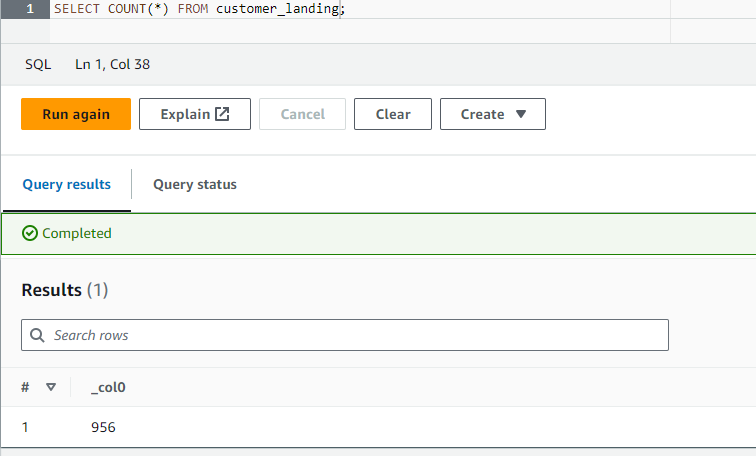 1 SELECT COUNT(*) FROM customer_landing;
SQL Ln 1, Col 38
Run again Explain Cancel Clear Create
Query results Query status
Completed
Results (1)
Search rows
# _col0
1 956